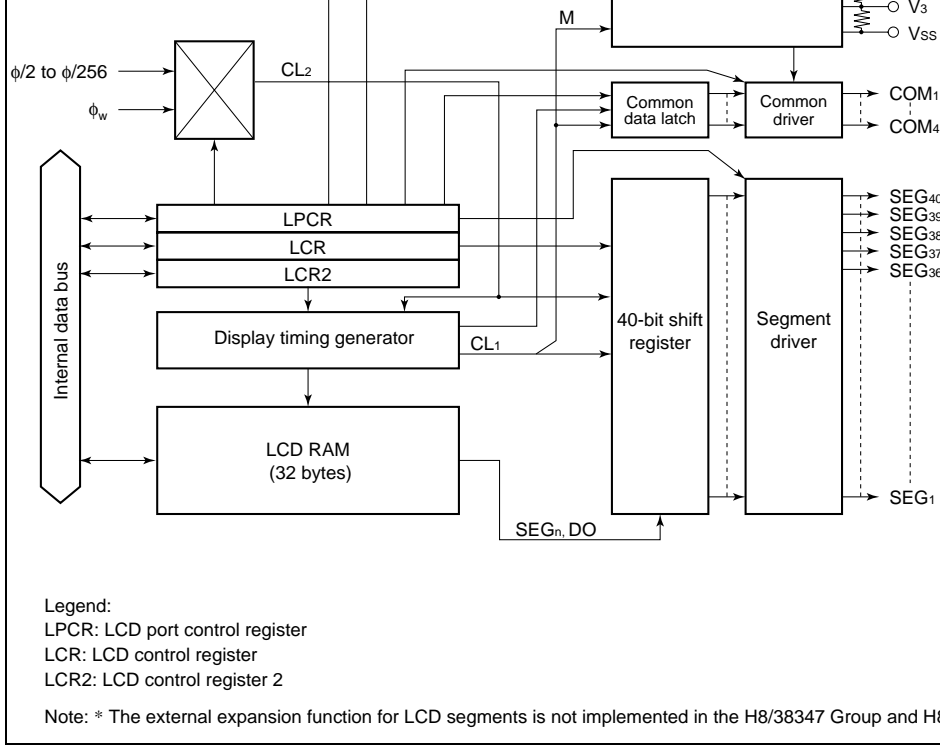 M
V3
VSS
ϕ/2 to ϕ/256
CL2
ϕw
Common data latch
Common driver
COM1
COM4
LPCR
LCR
LCR2
SEG40
SEG39
SEG38
SEG37
SEG36
Internal data bus
Display timing generator
CL1
40-bit shift register
Segment driver
LCD RAM
(32 bytes)
SEGn, DO
SEG1
Legend:
LPCR: LCD port control register
LCR: LCD control register
LCR2: LCD control register 2
Note: * The external expansion function for LCD segments is not implemented in the H8/38347 Group and H8